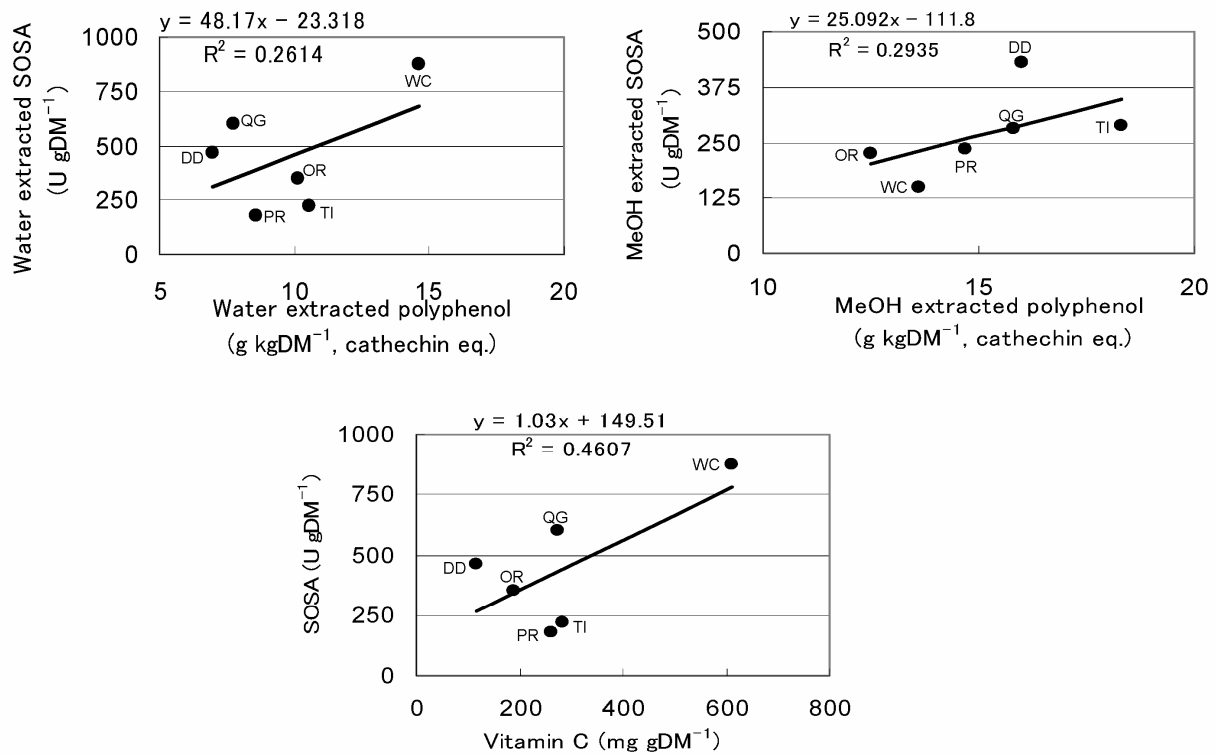 y = 48.17x − 23.318
R² = 0.2614
Water extracted SOSA
(U gDM⁻¹)
1000
750
500
250
0
WC
QG
DD
OR
PR
TI
5
10
15
20
Water extracted polyphenol
(g kgDM⁻¹, cathechin eq.)
y = 25.092x − 111.8
R² = 0.2935
MeOH extracted SOSA
(U gDM⁻¹)
500
375
250
125
0
DD
QG
TI
OR
PR
WC
10
15
20
MeOH extracted polyphenol
(g kgDM⁻¹, cathechin eq.)
y = 1.03x + 149.51
R² = 0.4607
SOSA (U gDM⁻¹)
1000
750
500
250
0
WC
QG
DD
OR
PR
TI
0
200
400
600
800
Vitamin C (mg gDM⁻¹)